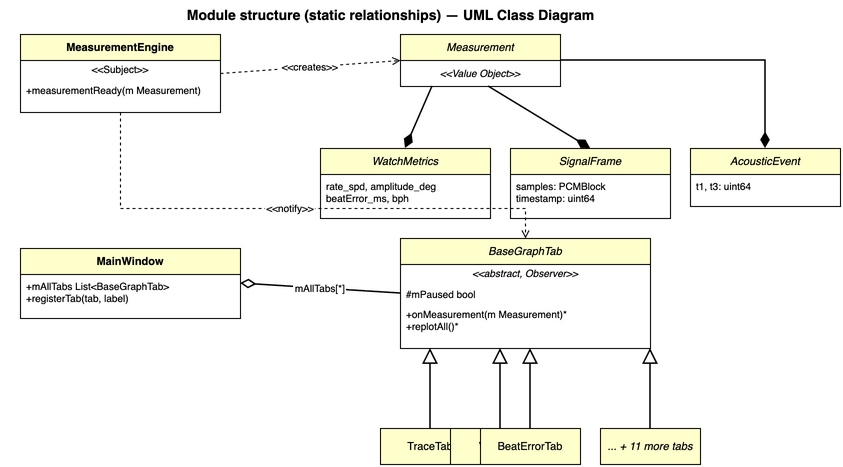 Module structure (static relationships) — UML Class Diagram
MeasurementEngine
<<Subject>>
+measurementReady(m Measurement)
<<creates>>
Measurement
<<Value Object>>
WatchMetrics
rate_spd, amplitude_deg
beatError_ms, bph
SignalFrame
samples: PCMBlock
timestamp: uint64
AcousticEvent
t1, t3: uint64
<<notify>>
MainWindow
+mAllTabs List<BaseGraphTab>
+registerTab(tab, label)
mAllTabs[*]
BaseGraphTab
<<abstract, Observer>>
#mPaused bool
+onMeasurement(m Measurement)*
+replotAll()*
TraceTab
BeatErrorTab
... + 11 more tabs